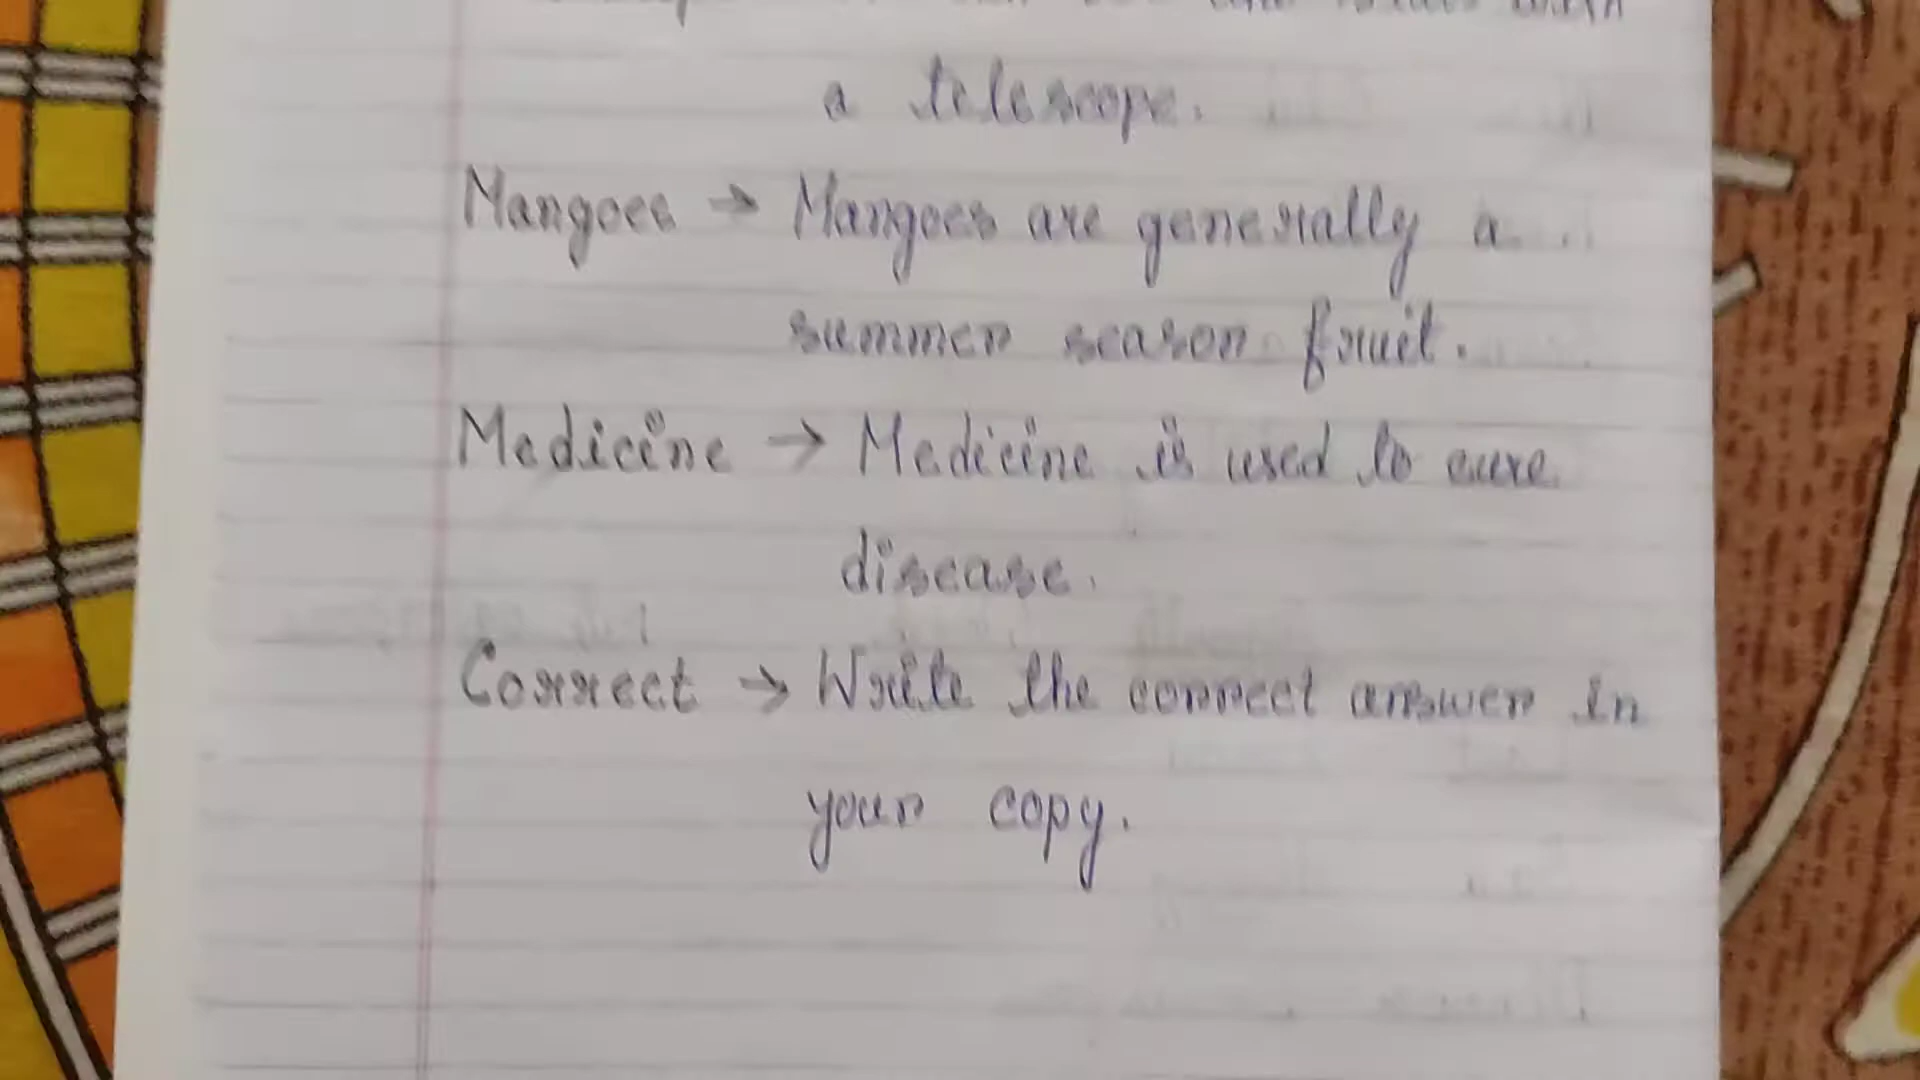 a telescope.
Mangoes → Mangoes are generally a
summer season fruit.
Medicine → Medicine is used to cure
disease.
Correct → Write the correct answer in
your copy.